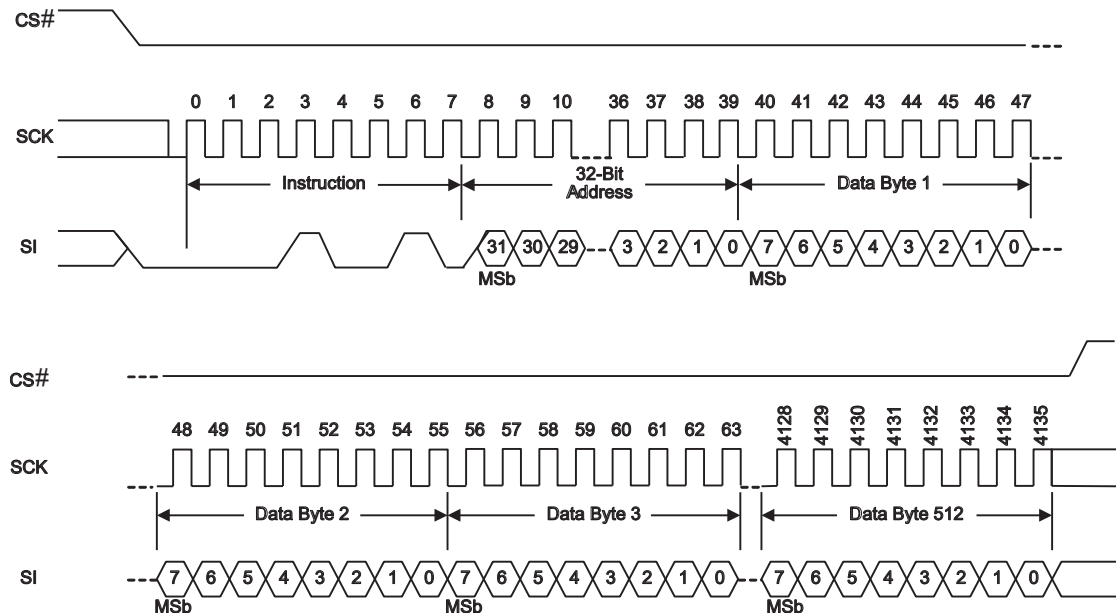 CS#
0 1 2 3 4 5 6 7 8 9 10 36 37 38 39 40 41 42 43 44 45 46 47
SCK
Instruction
32-Bit
Address
Data Byte 1
SI
31 30 29 3 2 1 0 7 6 5 4 3 2 1 0
MSb MSb
CS#
48 49 50 51 52 53 54 55 56 57 58 59 60 61 62 63 4128 4129 4130 4131 4132 4133 4134 4135
SCK
Data Byte 2 Data Byte 3 Data Byte 512
SI
7 6 5 4 3 2 1 0 7 6 5 4 3 2 1 0 7 6 5 4 3 2 1 0
MSb MSb MSb